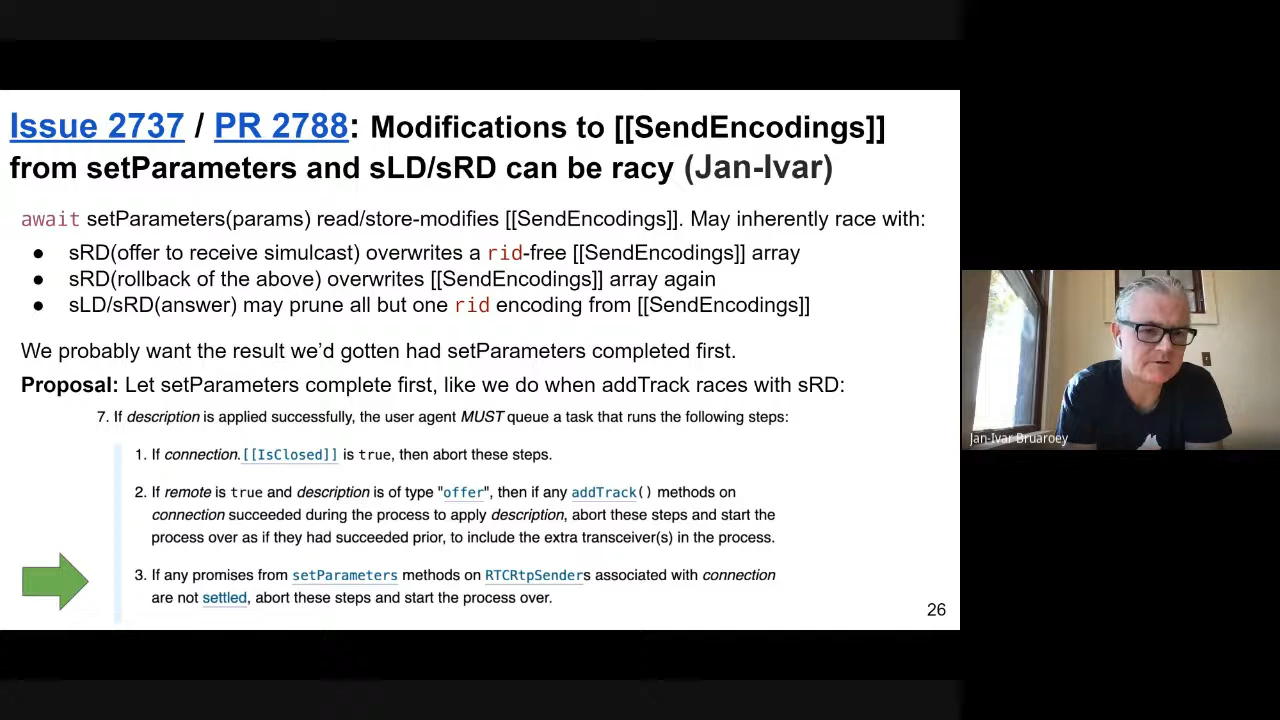 Issue 2737 / PR 2788: Modifications to [[SendEncodings]]
from setParameters and sLD/sRD can be racy (Jan-Ivar)
await setParameters(params) read/store-modifies [[SendEncodings]]. May inherently race with:
● sRD(offer to receive simulcast) overwrites a rid-free [[SendEncodings]] array
● sRD(rollback of the above) overwrites [[SendEncodings]] array again
● sLD/sRD(answer) may prune all but one rid encoding from [[SendEncodings]]
We probably want the result we’d gotten had setParameters completed first.
Proposal: Let setParameters complete first, like we do when addTrack races with sRD:
7. If description is applied successfully, the user agent MUST queue a task that runs the following steps:
1. If connection.[[IsClosed]] is true, then abort these steps.
2. If remote is true and description is of type "offer", then if any addTrack() methods on
connection succeeded during the process to apply description, abort these steps and start the
process over as if they had succeeded prior, to include the extra transceiver(s) in the process.
3. If any promises from setParameters methods on RTCRtpSenders associated with connection
are not settled, abort these steps and start the process over.
26
Jan-Ivar Bruaroey